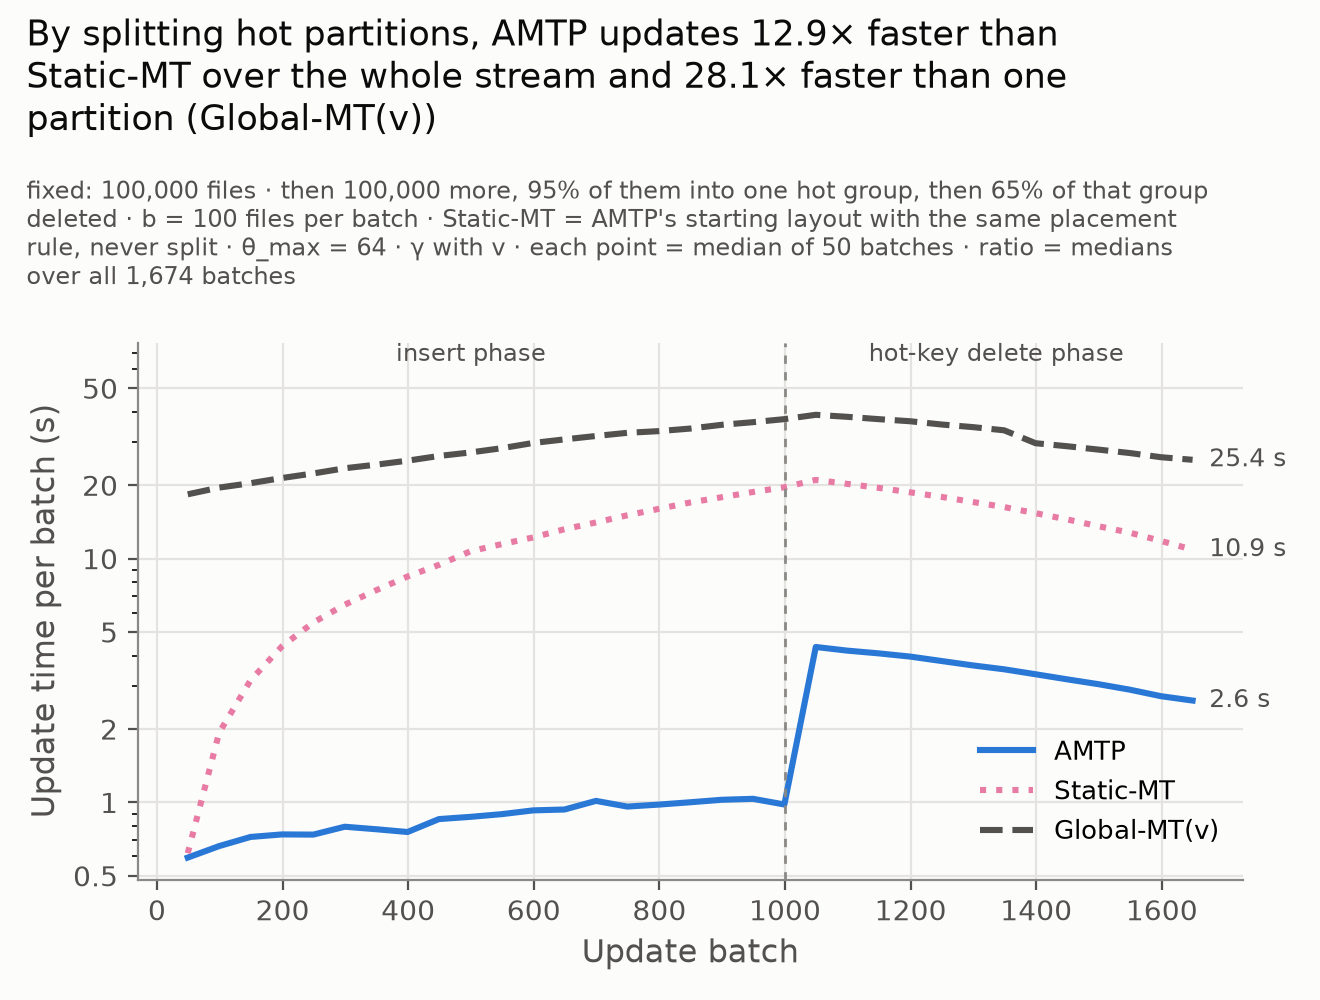 By splitting hot partitions, AMTP updates 12.9× faster than
Static-MT over the whole stream and 28.1× faster than one
partition (Global-MT(v))
fixed: 100,000 files · then 100,000 more, 95% of them into one hot group, then 65% of that group
deleted · b = 100 files per batch · Static-MT = AMTP's starting layout with the same placement
rule, never split · θ_max = 64 · γ with v · each point = median of 50 batches · ratio = medians
over all 1,674 batches
insert phase
hot-key delete phase
Update time per batch (s)
50
20
10
5
2
1
0.5
25.4 s
10.9 s
2.6 s
AMTP
Static-MT
Global-MT(v)
0 200 400 600 800 1000 1200 1400 1600
Update batch